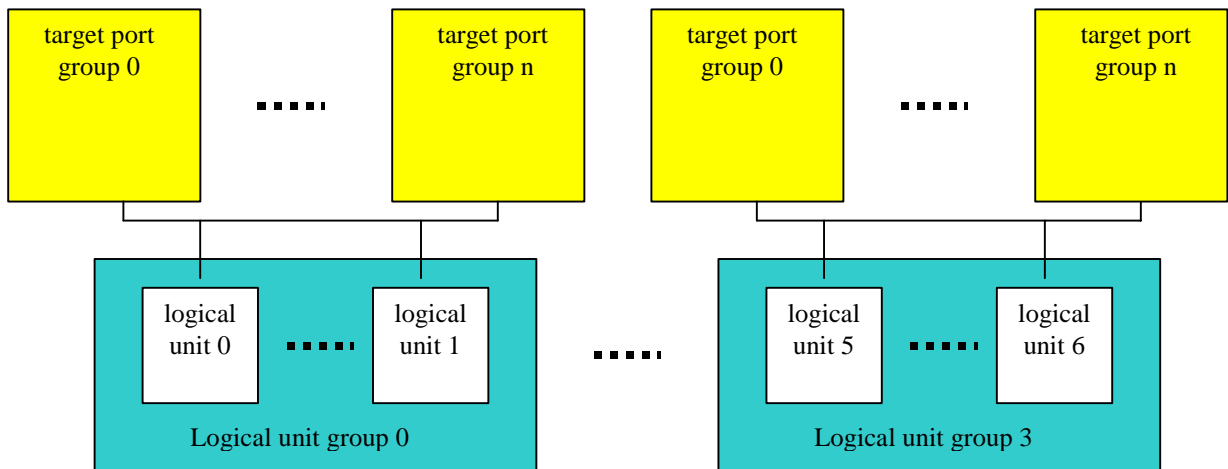 target port
group 0
target port
group n
target port
group 0
target port
group n
logical
unit 0
logical
unit 1
logical
unit 5
logical
unit 6
Logical unit group 0
Logical unit group 3